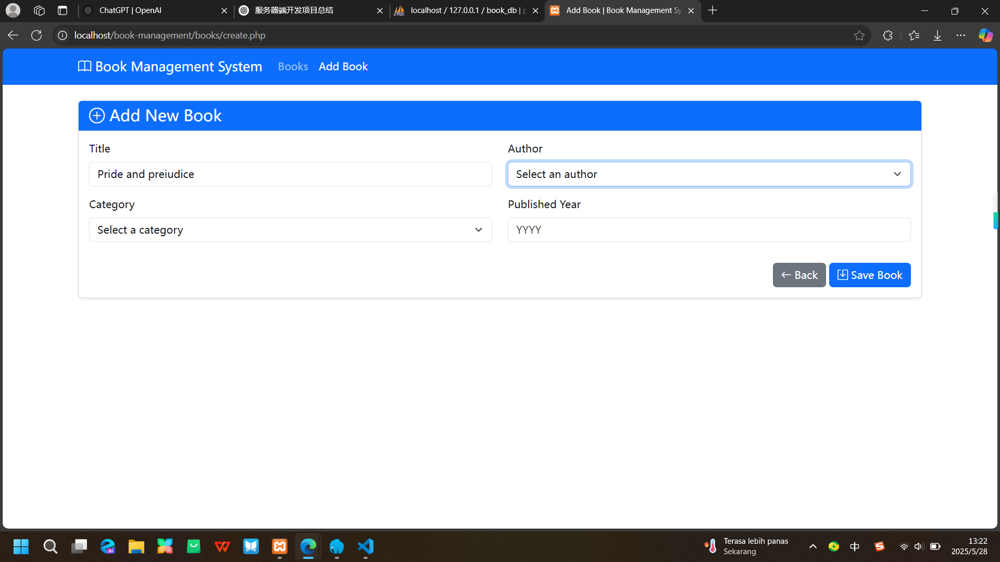 ChatGPT | OpenAI
服务器端开发项目总结
localhost / 127.0.0.1 / book_db | p
Add Book | Book Management Sy
localhost/book-management/books/create.php
Book Management System
Books
Add Book
Add New Book
Title
Author
Pride and preiudice
Select an author
Category
Published Year
Select a category
YYYY
Back
Save Book
AI
Terasa lebih panas
Sekarang
中
13:22
2025/5/28